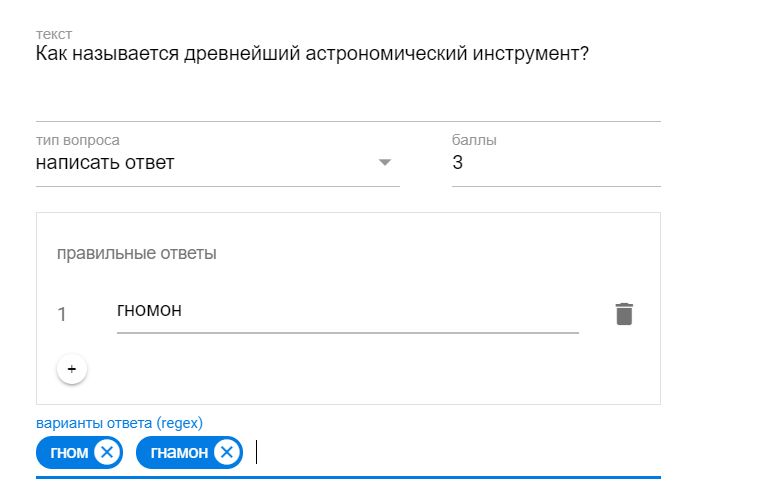 текст
Как называется древнейший астрономический инструмент?
тип вопроса
баллы
написать ответ
3
правильные ответы
1
гномон
+
варианты ответа (regex)
гном
гнамон